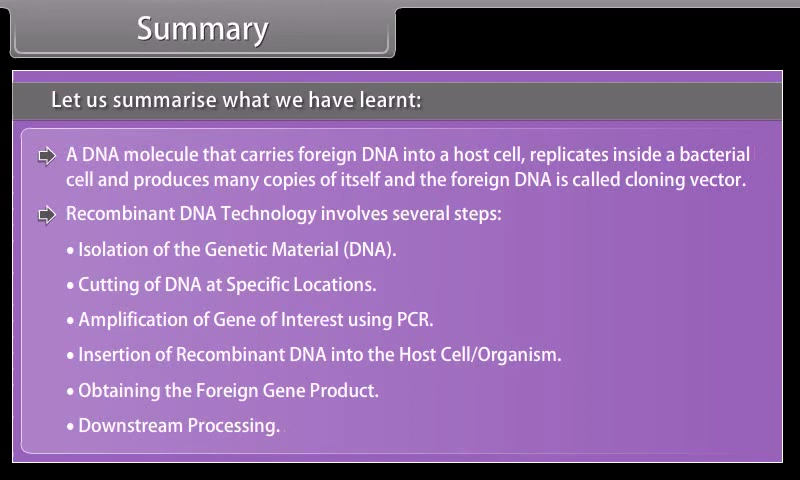 Summary
Let us summarise what we have learnt:
A DNA molecule that carries foreign DNA into a host cell, replicates inside a bacterial
cell and produces many copies of itself and the foreign DNA is called cloning vector.
Recombinant DNA Technology involves several steps:
• Isolation of the Genetic Material (DNA).
• Cutting of DNA at Specific Locations.
• Amplification of Gene of Interest using PCR.
• Insertion of Recombinant DNA into the Host Cell/Organism.
• Obtaining the Foreign Gene Product.
• Downstream Processing.